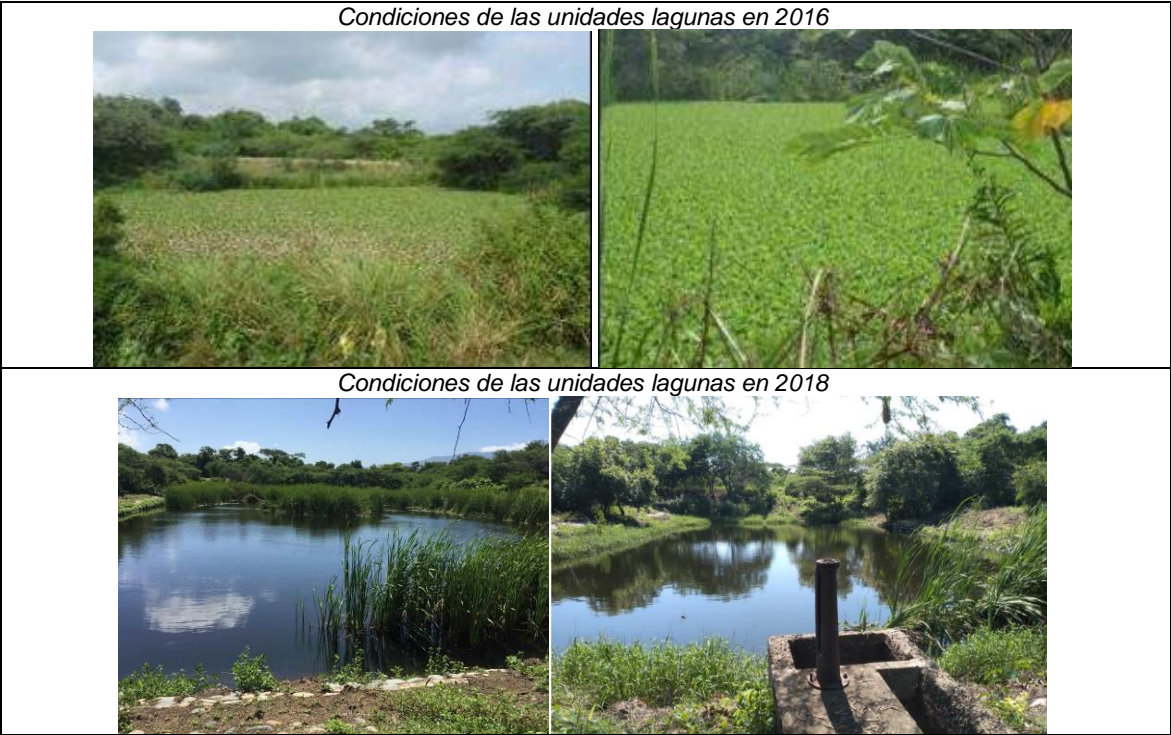 Condiciones de las unidades lagunas en 2016
Condiciones de las unidades lagunas en 2018